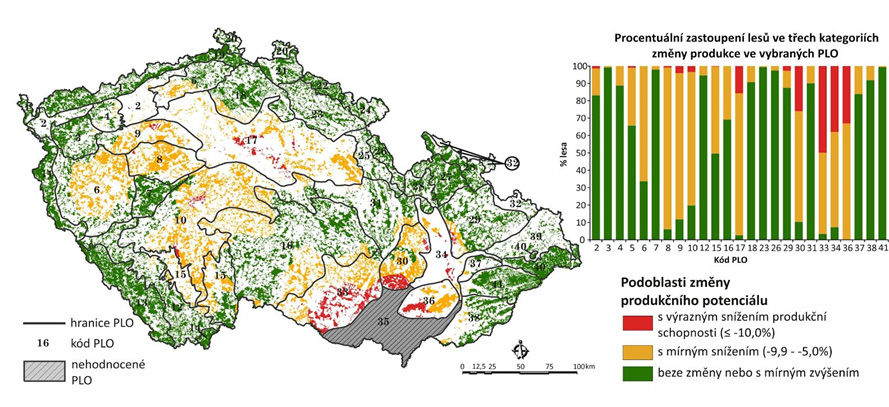 Procentuální zastoupení lesů ve třech kategoriích
změny produkce ve vybraných PLO
% lesa
100
90
80
70
60
50
40
30
20
10
0
2 3 4 5 6 7 8 9 10 12 15 16 17 18 23 26 29 30 31 33 34 36 37 38 41
Kód PLO
Podoblasti změny
produkčního potenciálu
s výrazným snížením produkční
schopnosti (≤ -10,0%)
s mírným snížením (-9,9 - -5,0%)
beze změny nebo s mírným zvýšením
hranice PLO
16 kód PLO
nehodnocené
PLO
0 12,5 25 50 75 100km
2
2
9
17
8
6
10
15
15
16
25
31
32
32
29
39
40
34
37
30
36
35
38
33